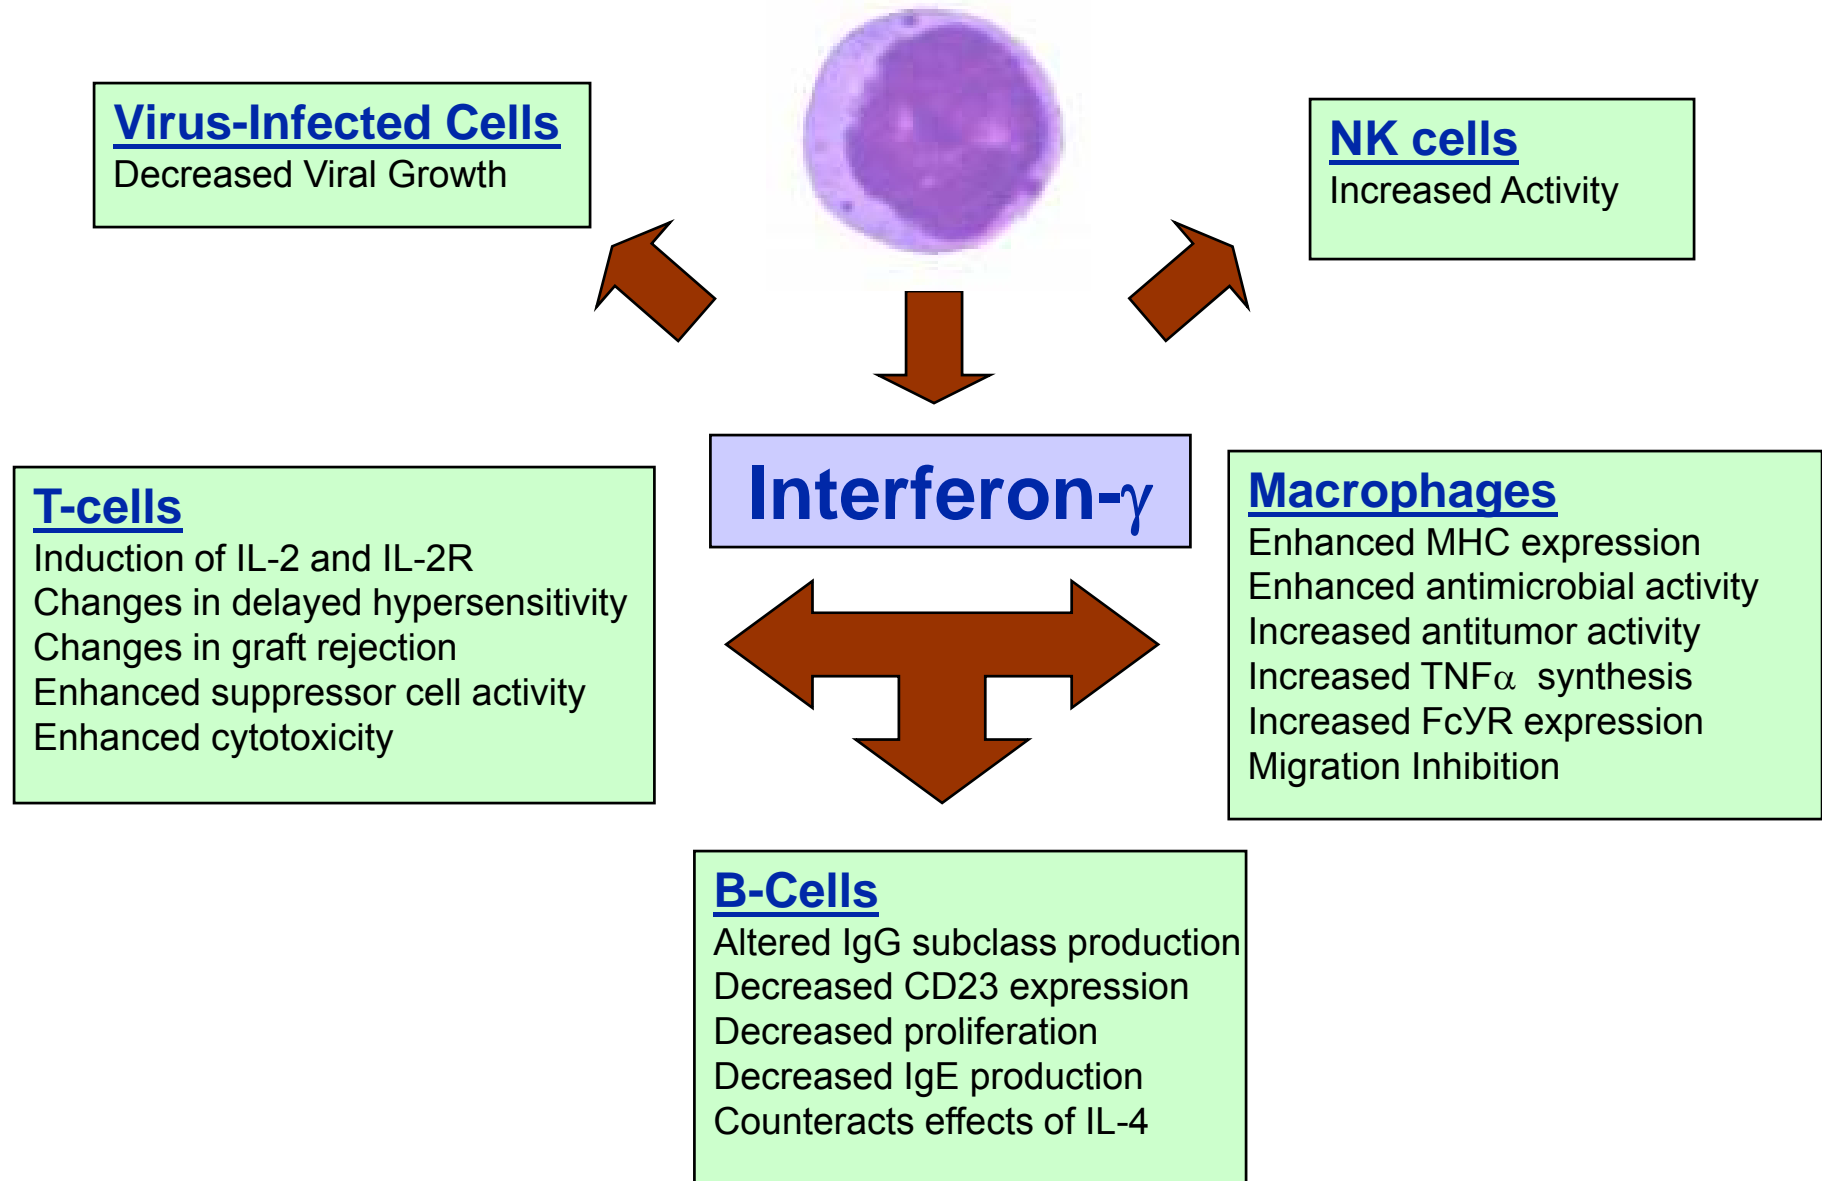 Virus-Infected Cells
Decreased Viral Growth
NK cells
Increased Activity
Interferon-γ
T-cells
Induction of IL-2 and IL-2R
Changes in delayed hypersensitivity
Changes in graft rejection
Enhanced suppressor cell activity
Enhanced cytotoxicity
Macrophages
Enhanced MHC expression
Enhanced antimicrobial activity
Increased antitumor activity
Increased TNFα synthesis
Increased FcУR expression
Migration Inhibition
B-Cells
Altered IgG subclass production
Decreased CD23 expression
Decreased proliferation
Decreased IgE production
Counteracts effects of IL-4